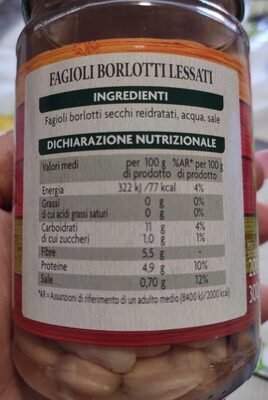 FAGIOLI BORLOTTI LESSATI
INGREDIENTI
Fagioli borlotti secchi reidratati, acqua, sale
DICHIARAZIONE NUTRIZIONALE
Valori medi per 100 g di prodotto %AR* per 100 g di prodotto
Energia 322 kJ /77 kcal 4%
Grassi 0 g 0%
di cui acidi grassi saturi 0 g 0%
Carboidrati 11 g 4%
di cui zuccheri 1,0 g 1%
Fibre 5,5 g -
Proteine 4,9 g 10%
Sale 0,70 g 12%
*AR = Assunzioni di riferimento di un adulto medio (8400 kJ/2000 kcal)